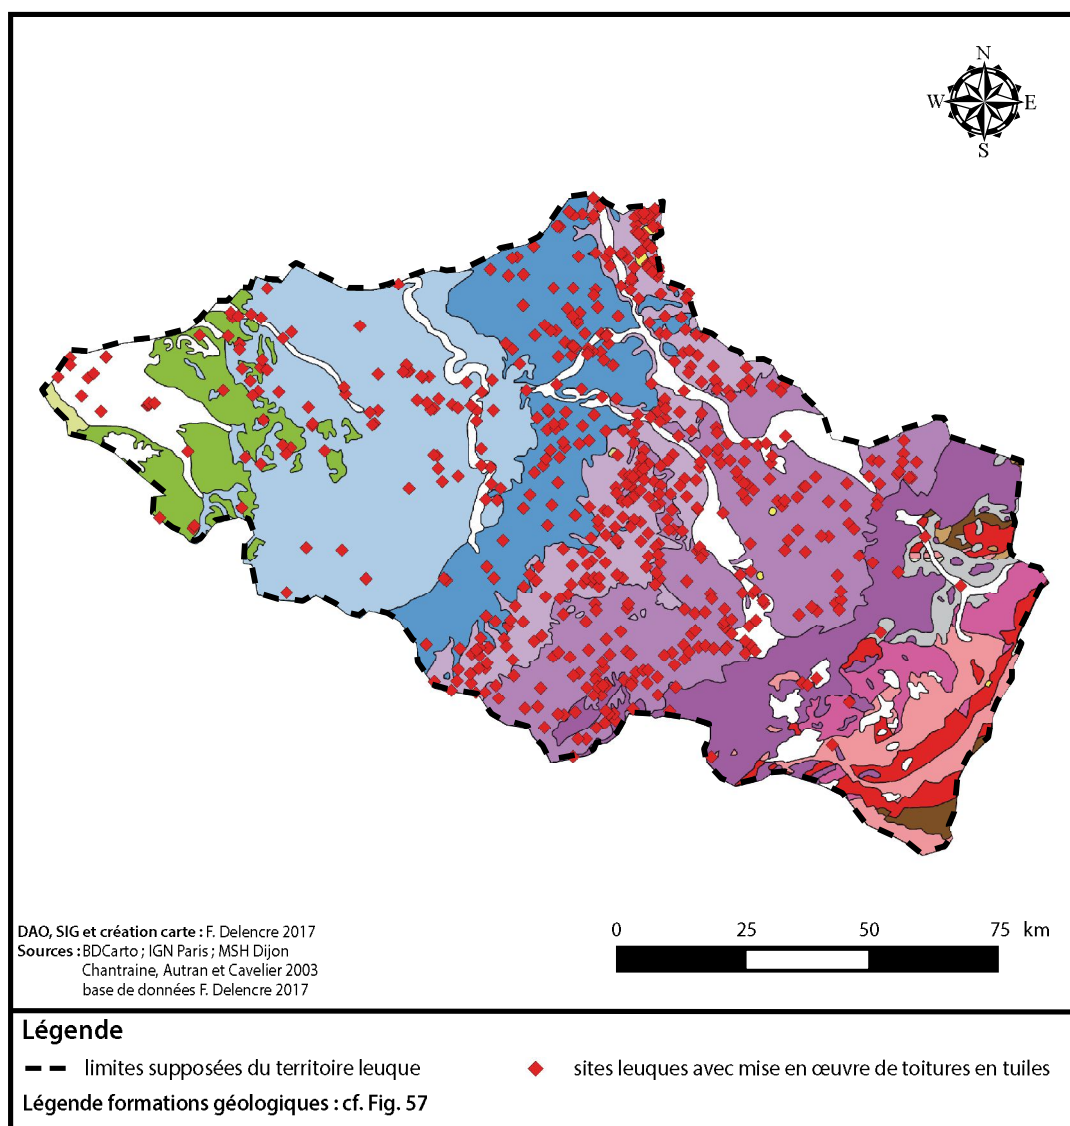 N
W E
S
DAO, SIG et création carte : F. Delencre 2017
Sources : BDCarto ; IGN Paris ; MSH Dijon
Chantraine, Autran et Cavelier 2003
base de données F. Delencre 2017
0 25 50 75 km
Légende
limites supposées du territoire leuque
sites leuques avec mise en œuvre de toitures en tuiles
Légende formations géologiques : cf. Fig. 57